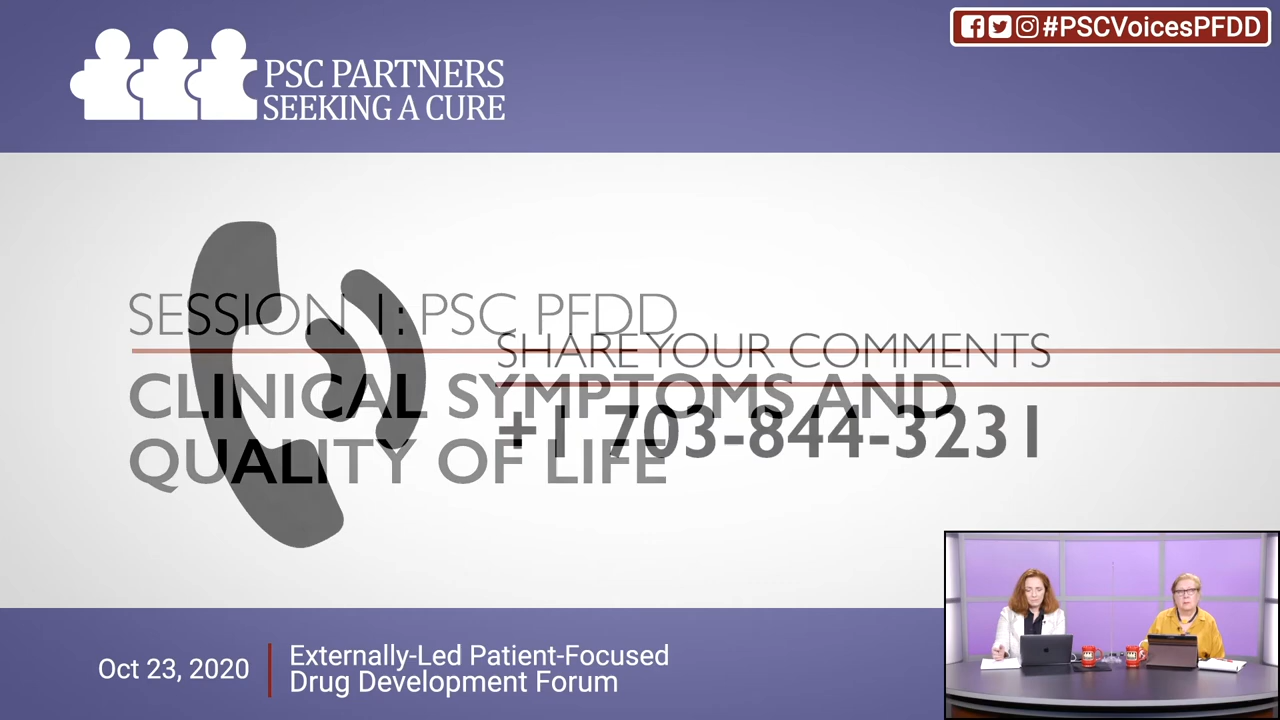 #PSCVoicesPFDD
PSC PARTNERS
SEEKING A CURE
SESSION 1: PSC PFDD
SHARE YOUR COMMENTS
CLINICAL SYMPTOMS AND
+1 703-844-3231
QUALITY OF LIFE
Oct 23, 2020
Externally-Led Patient-Focused
Drug Development Forum